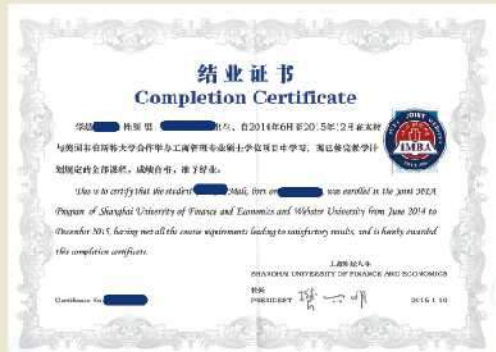 结业证书
Completion Certificate
学员 性别 男 生，自2014年6月至2015年12月在我校
与美国韦伯斯特大学合作举办工商管理专业硕士学位项目中学习，现已修完教学计
划规定的全部课程，成绩合格，准予结业。
JOINT
IMBA
This is to certify that the student Male, born on was enrolled in the Joint MBA
Program of Shanghai University of Finance and Economics and Webster University from June 2014 to
December 2015, having met all the course requirements leading to satisfactory results, and is hereby awarded
this completion certificate.
上海财经大学
SHANGHAI UNIVERSITY OF FINANCE AND ECONOMICS
校长
Certificate No. PRESIDENT 2016 1 10